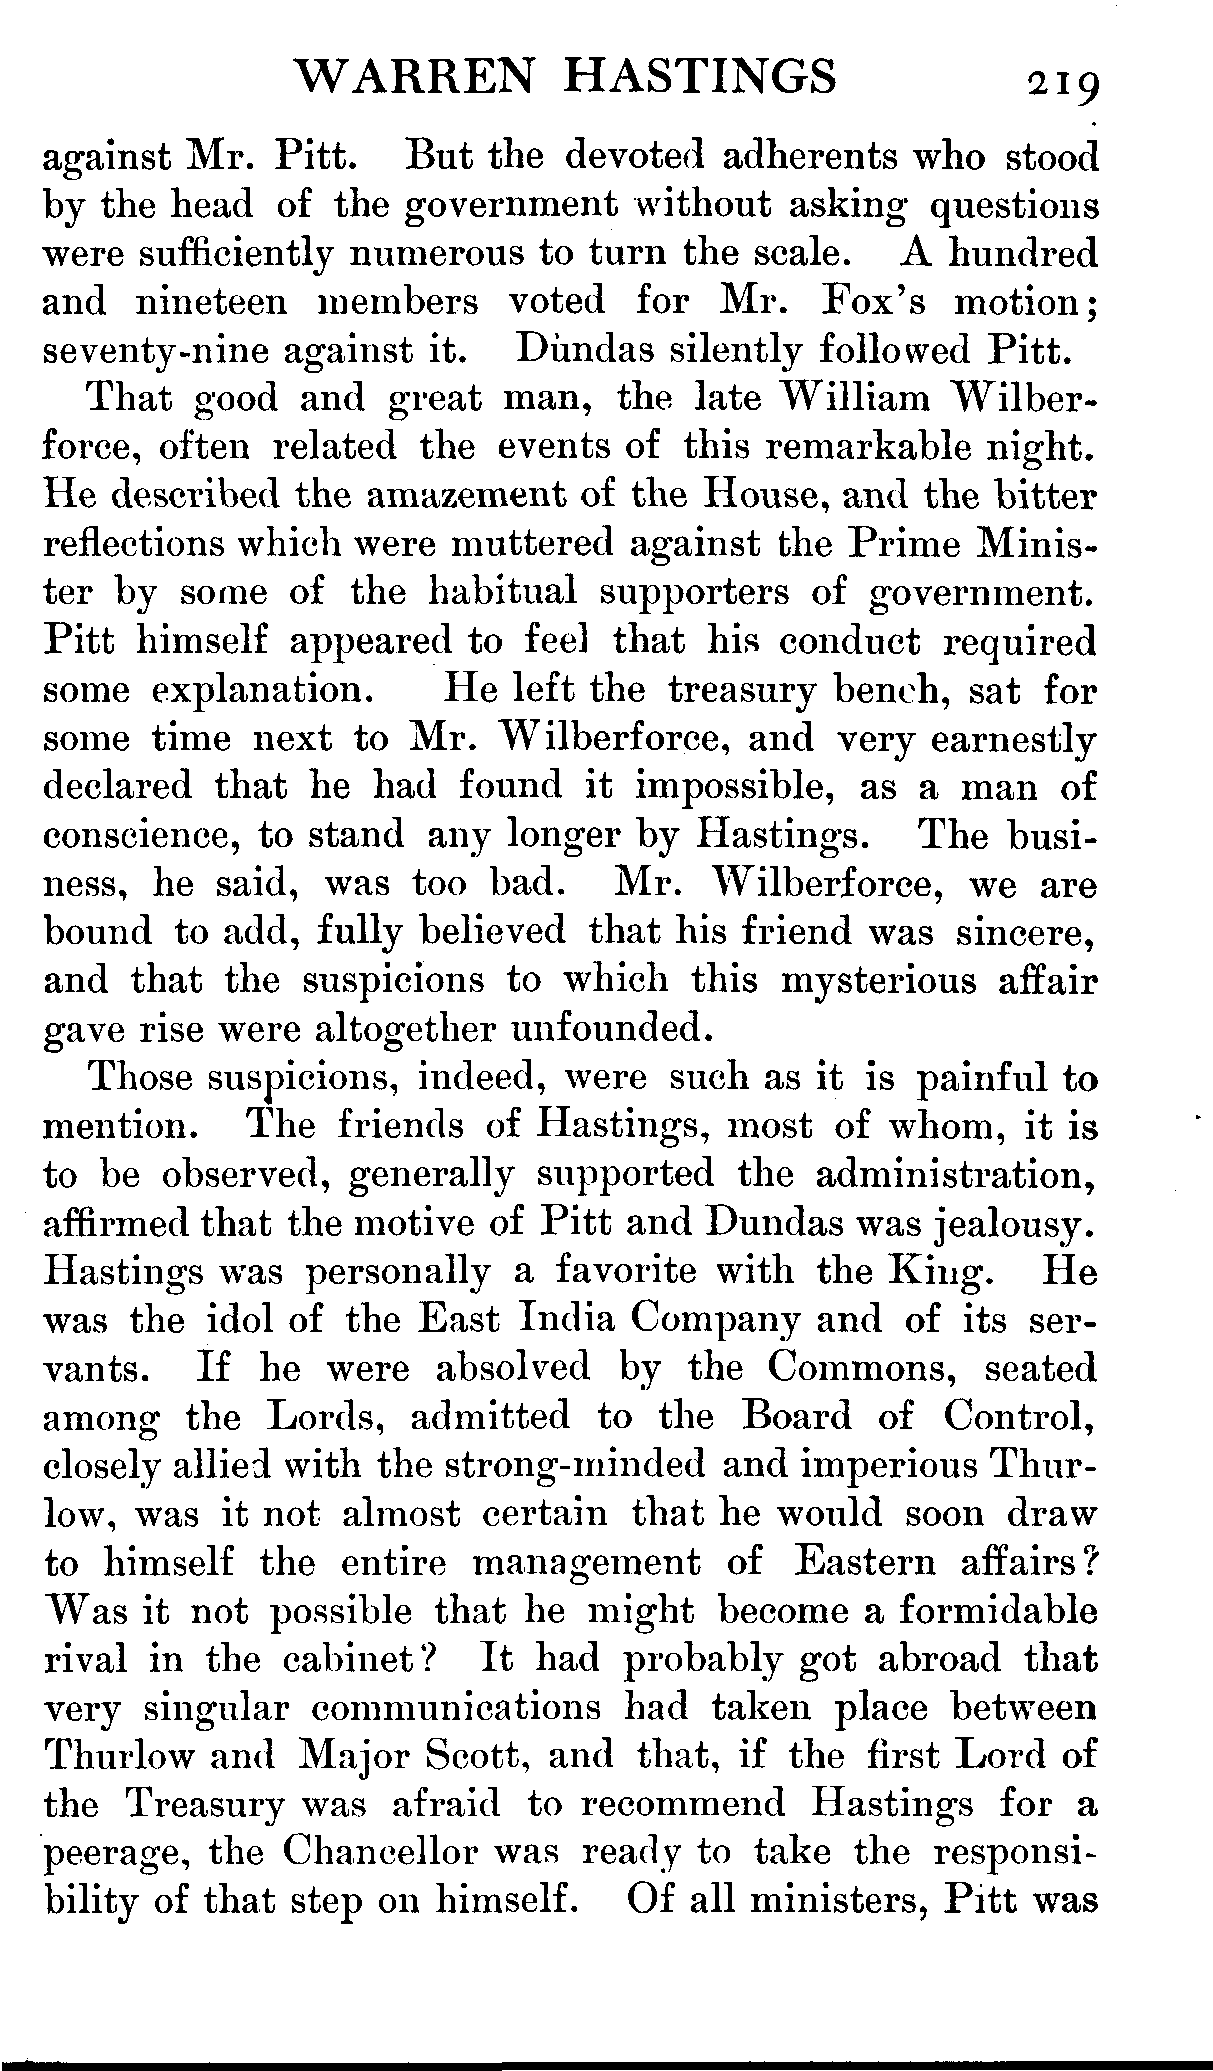 WARREN HASTINGS 219
against Mr. Pitt. But the devoted adherents who stood
by the head of the government without asking questions
were sufficiently numerous to turn the scale. A hundred
and nineteen members voted for Mr. Fox's motion;
seventy-nine against it. Dundas silently followed Pitt.
That good and great man, the late William Wilber-
force, often related the events of this remarkable night.
He described the amazement of the House, and the bitter
reflections which were muttered against the Prime Minis-
ter by some of the habitual supporters of government.
Pitt himself appeared to feel that his conduct required
some explanation. He left the treasury bench, sat for
some time next to Mr. Wilberforce, and very earnestly
declared that he had found it impossible, as a man of
conscience, to stand any longer by Hastings. The busi-
ness, he said, was too bad. Mr. Wilberforce, we are
bound to add, fully believed that his friend was sincere,
and that the suspicions to which this mysterious affair
gave rise were altogether unfounded.
Those suspicions, indeed, were such as it is painful to
mention. The friends of Hastings, most of whom, it is
to be observed, generally supported the administration,
affirmed that the motive of Pitt and Dundas was jealousy.
Hastings was personally a favorite with the King. He
was the idol of the East India Company and of its ser-
vants. If he were absolved by the Commons, seated
among the Lords, admitted to the Board of Control,
closely allied with the strong-minded and imperious Thur-
low, was it not almost certain that he would soon draw
to himself the entire management of Eastern affairs?
Was it not possible that he might become a formidable
rival in the cabinet? It had probably got abroad that
very singular communications had taken place between
Thurlow and Major Scott, and that, if the first Lord of
the Treasury was afraid to recommend Hastings for a
peerage, the Chancellor was ready to take the responsi-
bility of that step on himself. Of all ministers, Pitt was